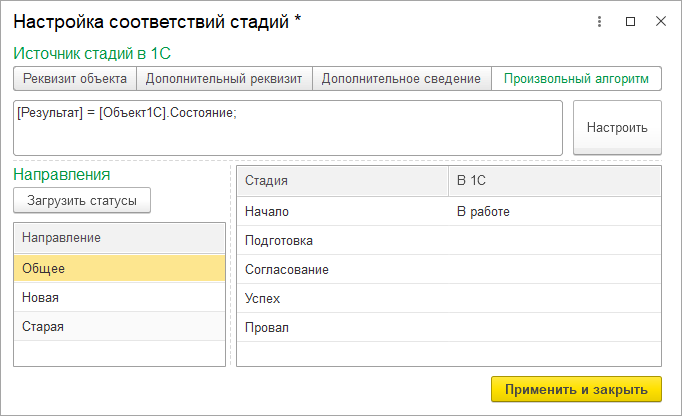 Настройка соответствий стадий *
Источник стадий в 1С
Реквизит объекта Дополнительный реквизит Дополнительное сведение Произвольный алгоритм
[Результат] = [Объект1С].Состояние;
Настроить
Направления
Загрузить статусы
Направление
Общее
Новая
Старая
Стадия В 1С
Начало В работе
Подготовка
Согласование
Успех
Провал
Применить и закрыть